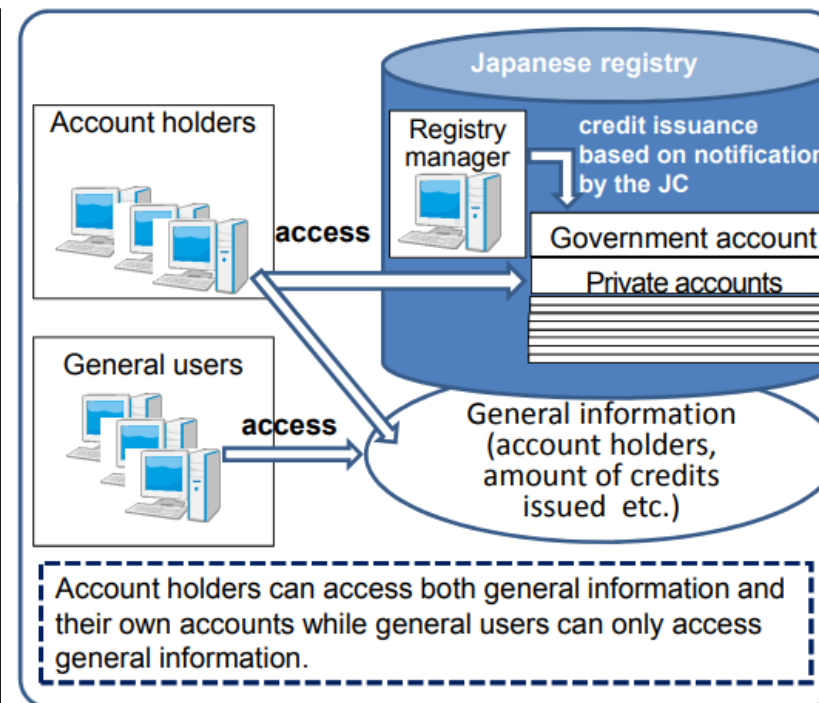 Japanese registry
Account holders
Registry
manager
credit issuance
based on notification
by the JC
access
Government account
Private accounts
General users
access
General information
(account holders,
amount of credits
issued etc.)
Account holders can access both general information and
their own accounts while general users can only access
general information.